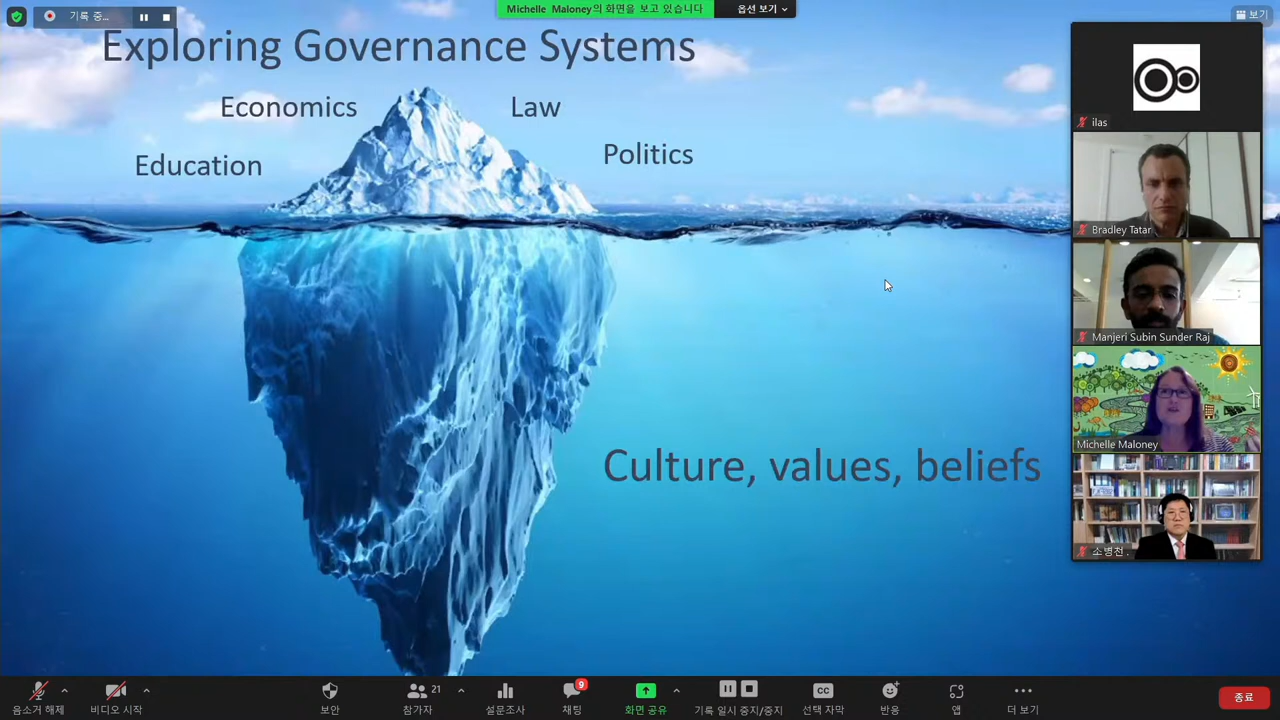 기록 중...
Michelle Maloney의 화면을 보고 있습니다
옵션 보기
보기
Exploring Governance Systems
Economics
Law
Education
Politics
Culture, values, beliefs
ilas
Bradley Tatar
Manjeri Subin Sunder Raj
Michelle Maloney
소병천 .
음소거 해제
비디오 시작
보안
21
참가자
설문조사
9
채팅
화면 공유
기록 일시 중지/중지
CC
선택 자막
반응
앱
더 보기
종료